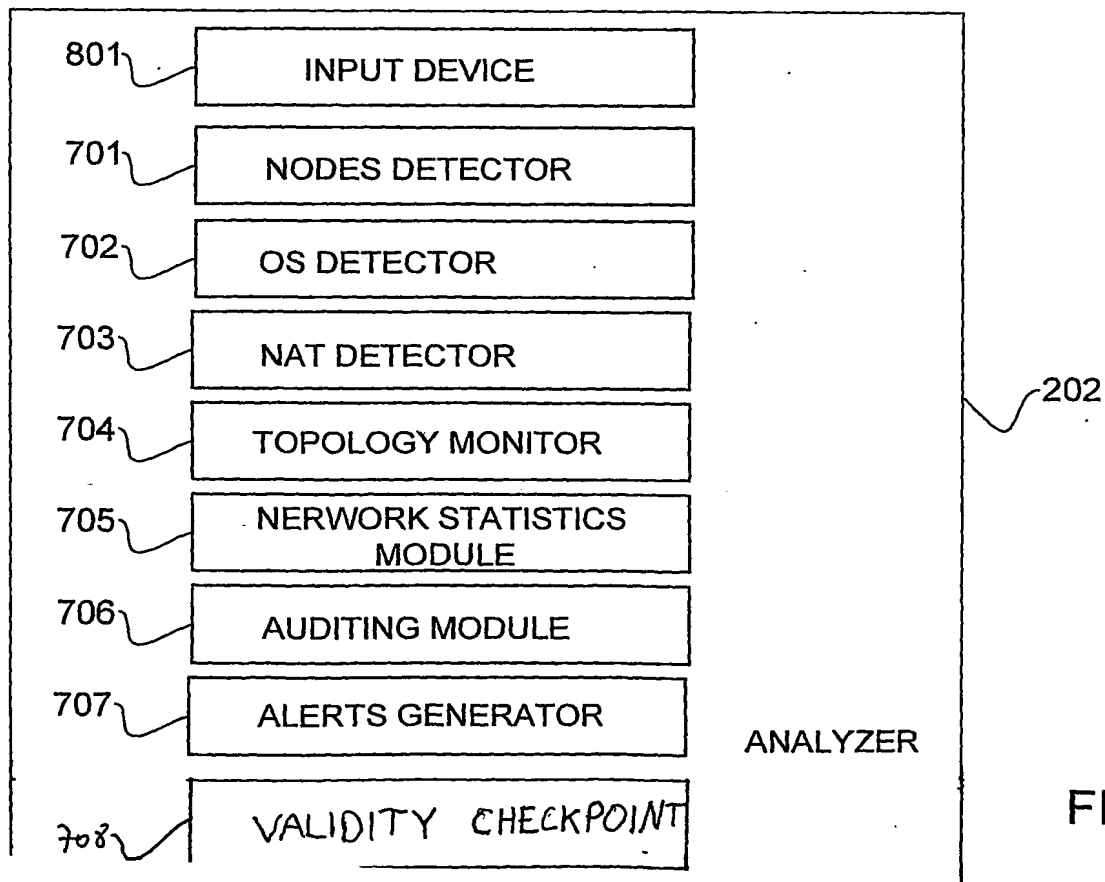 801 INPUT DEVICE
701 NODES DETECTOR
702 OS DETECTOR
703 NAT DETECTOR
202
704 TOPOLOGY MONITOR
705 NERWORK STATISTICS
MODULE
706 AUDITING MODULE
707 ALERTS GENERATOR
ANALYZER
708 VALIDITY CHECKPOINT